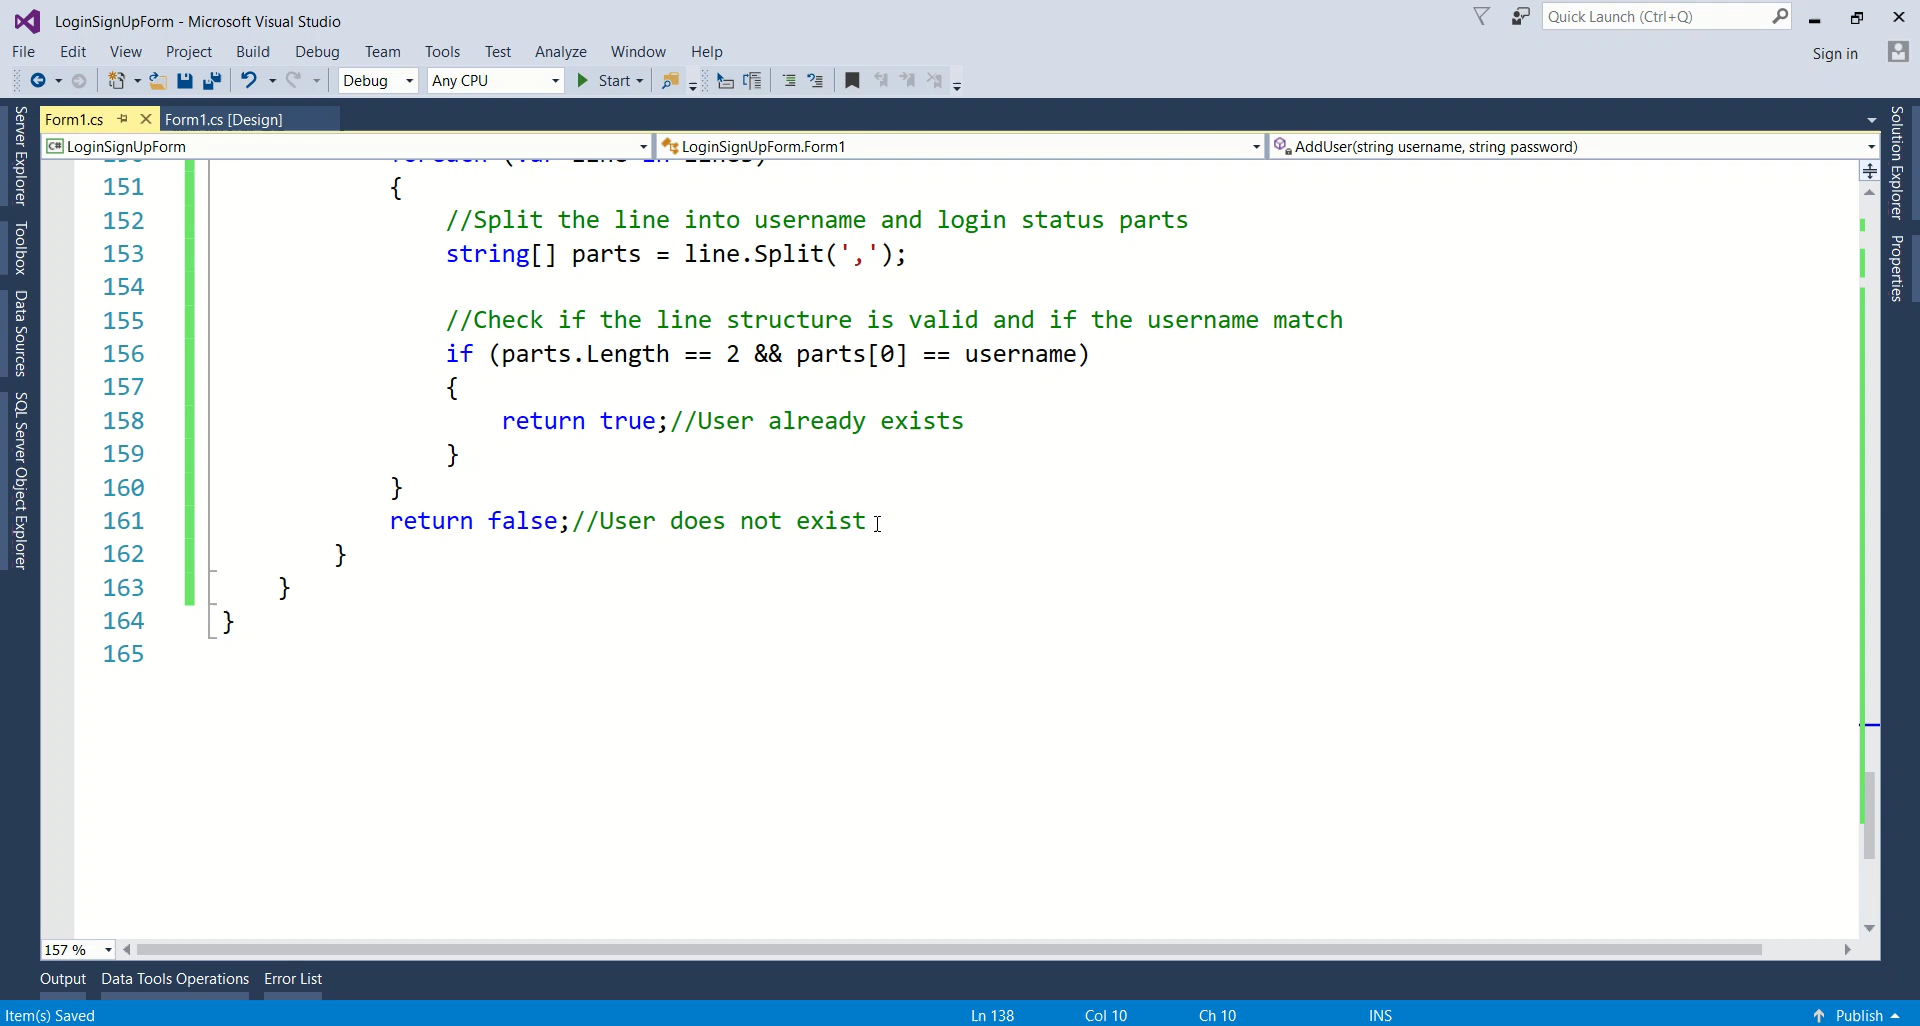 LoginSignUpForm - Microsoft Visual Studio
Quick Launch (Ctrl+Q)
File Edit View Project Build Debug Team Tools Test Analyze Window Help
Sign in
Debug Any CPU Start
Form1.cs Form1.cs [Design]
LoginSignUpForm LoginSignUpForm.Form1 AddUser(string username, string password)
151 {
152 //Split the line into username and login status parts
153 string[] parts = line.Split(',');
154
155 //Check if the line structure is valid and if the username match
156 if (parts.Length == 2 && parts[0] == username)
157 {
158 return true;//User already exists
159 }
160 }
161 return false;//User does not exist
162 }
163 }
164 }
165
Server Explorer
Toolbox
Data Sources
SQL Server Object Explorer
Solution Explorer
Properties
157 %
Output Data Tools Operations Error List
Item(s) Saved Ln 138 Col 10 Ch 10 INS Publish